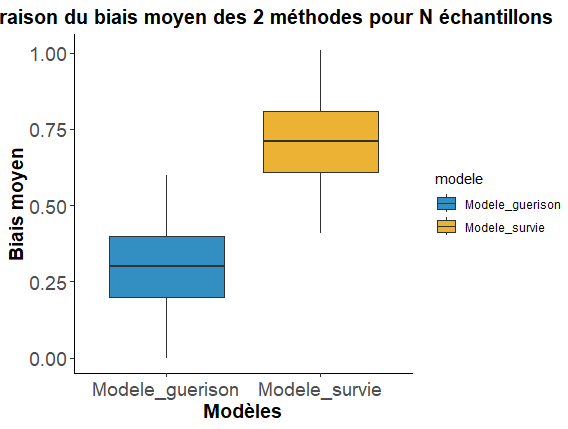 raison du biais moyen des 2 méthodes pour N échantillons
1.00
0.75
0.50
0.25
0.00
Biais moyen
Modele_guerison
Modele_survie
Modèles
modele
Modele_guerison
Modele_survie